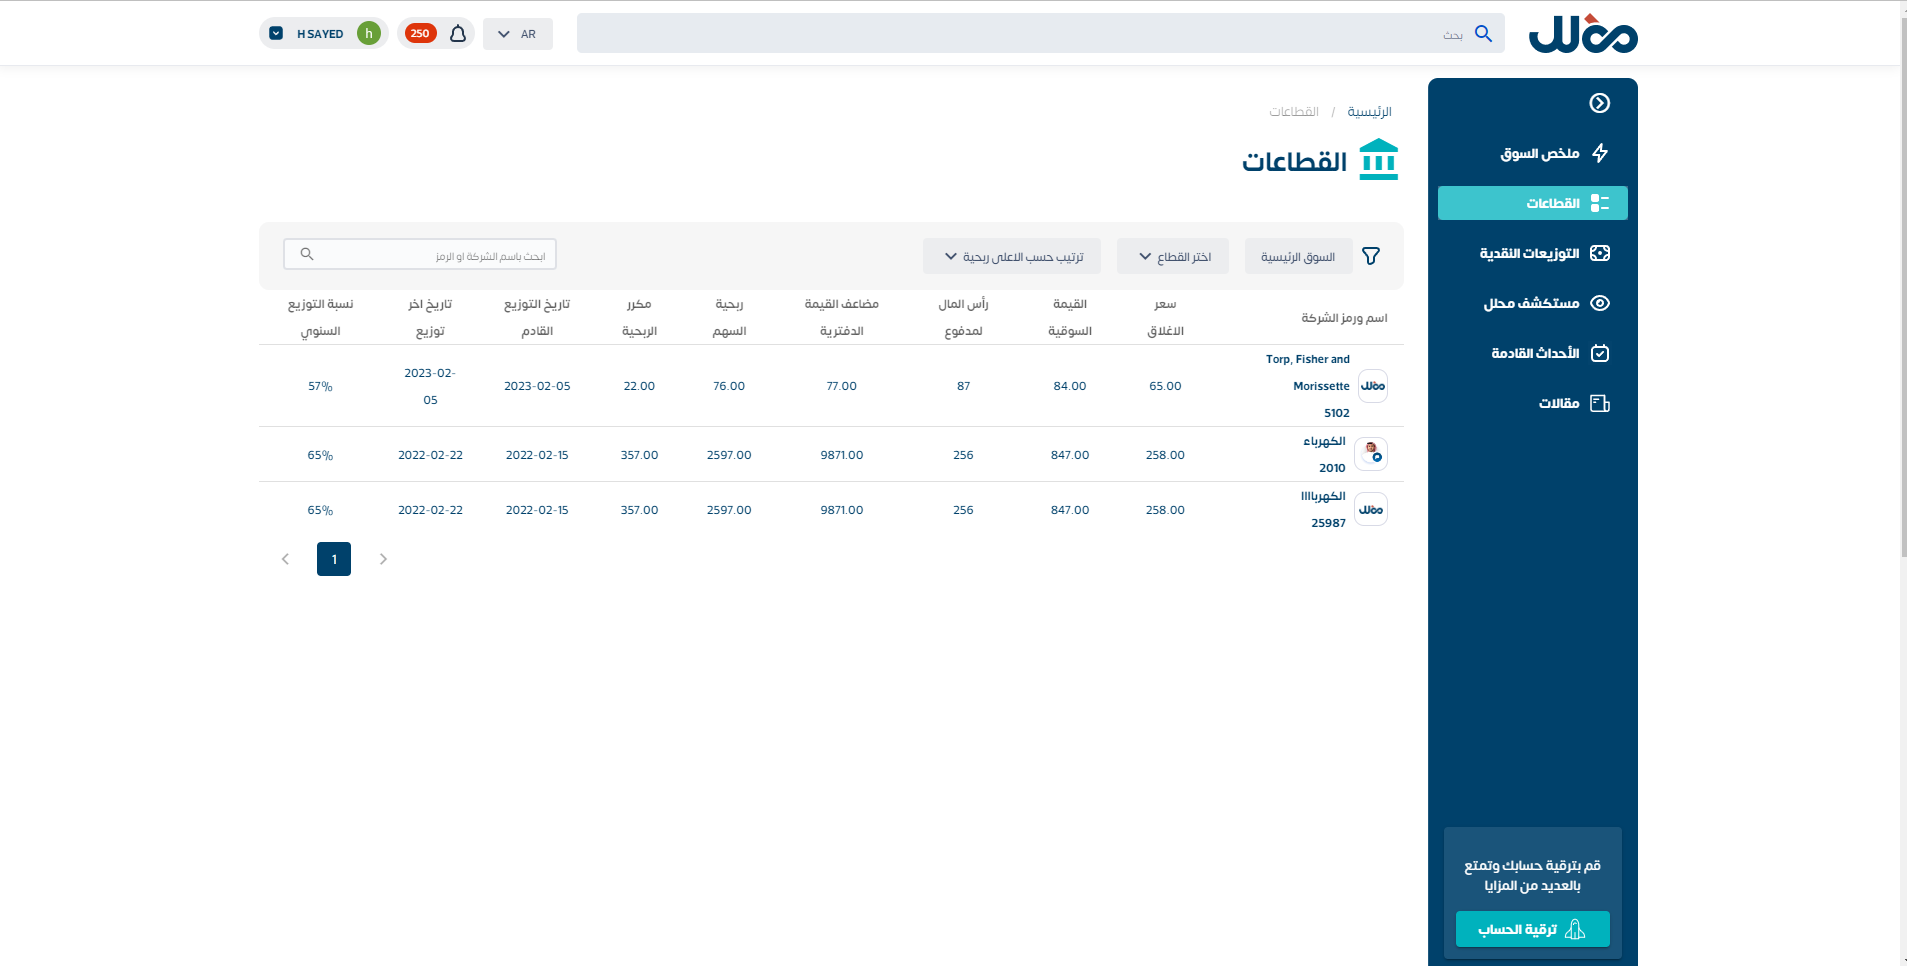 محلل
بحث
AR
250
h
H SAYED
ملخص السوق
القطاعات
التوزيعات النقدية
مستكشف محلل
الأحداث القادمة
مقالات
قم بترقية حسابك وتمتع
بالعديد من المزايا
ترقية الحساب
الرئيسية / القطاعات
القطاعات
السوق الرئيسية
اختر القطاع
ترتيب حسب الاعلى ربحية
ابحث باسم الشركة او الرمز
اسم ورمز الشركة
سعر
الاغلاق
القيمة
السوقية
رأس المال
لمدفوع
مضاعف القيمة
الدفترية
ربحية
السهم
مكرر
الربحية
تاريخ التوزيع
القادم
تاريخ اخر
توزيع
نسبة التوزيع
السنوي
محلل
Torp, Fisher and
Morissette
5102
65.00
84.00
87
77.00
76.00
22.00
2023-02-05
2023-02-
05
57%
الكهرباء
2010
258.00
847.00
256
9871.00
2597.00
357.00
2022-02-15
2022-02-22
65%
محلل
الكهربااا
25987
258.00
847.00
256
9871.00
2597.00
357.00
2022-02-15
2022-02-22
65%
1